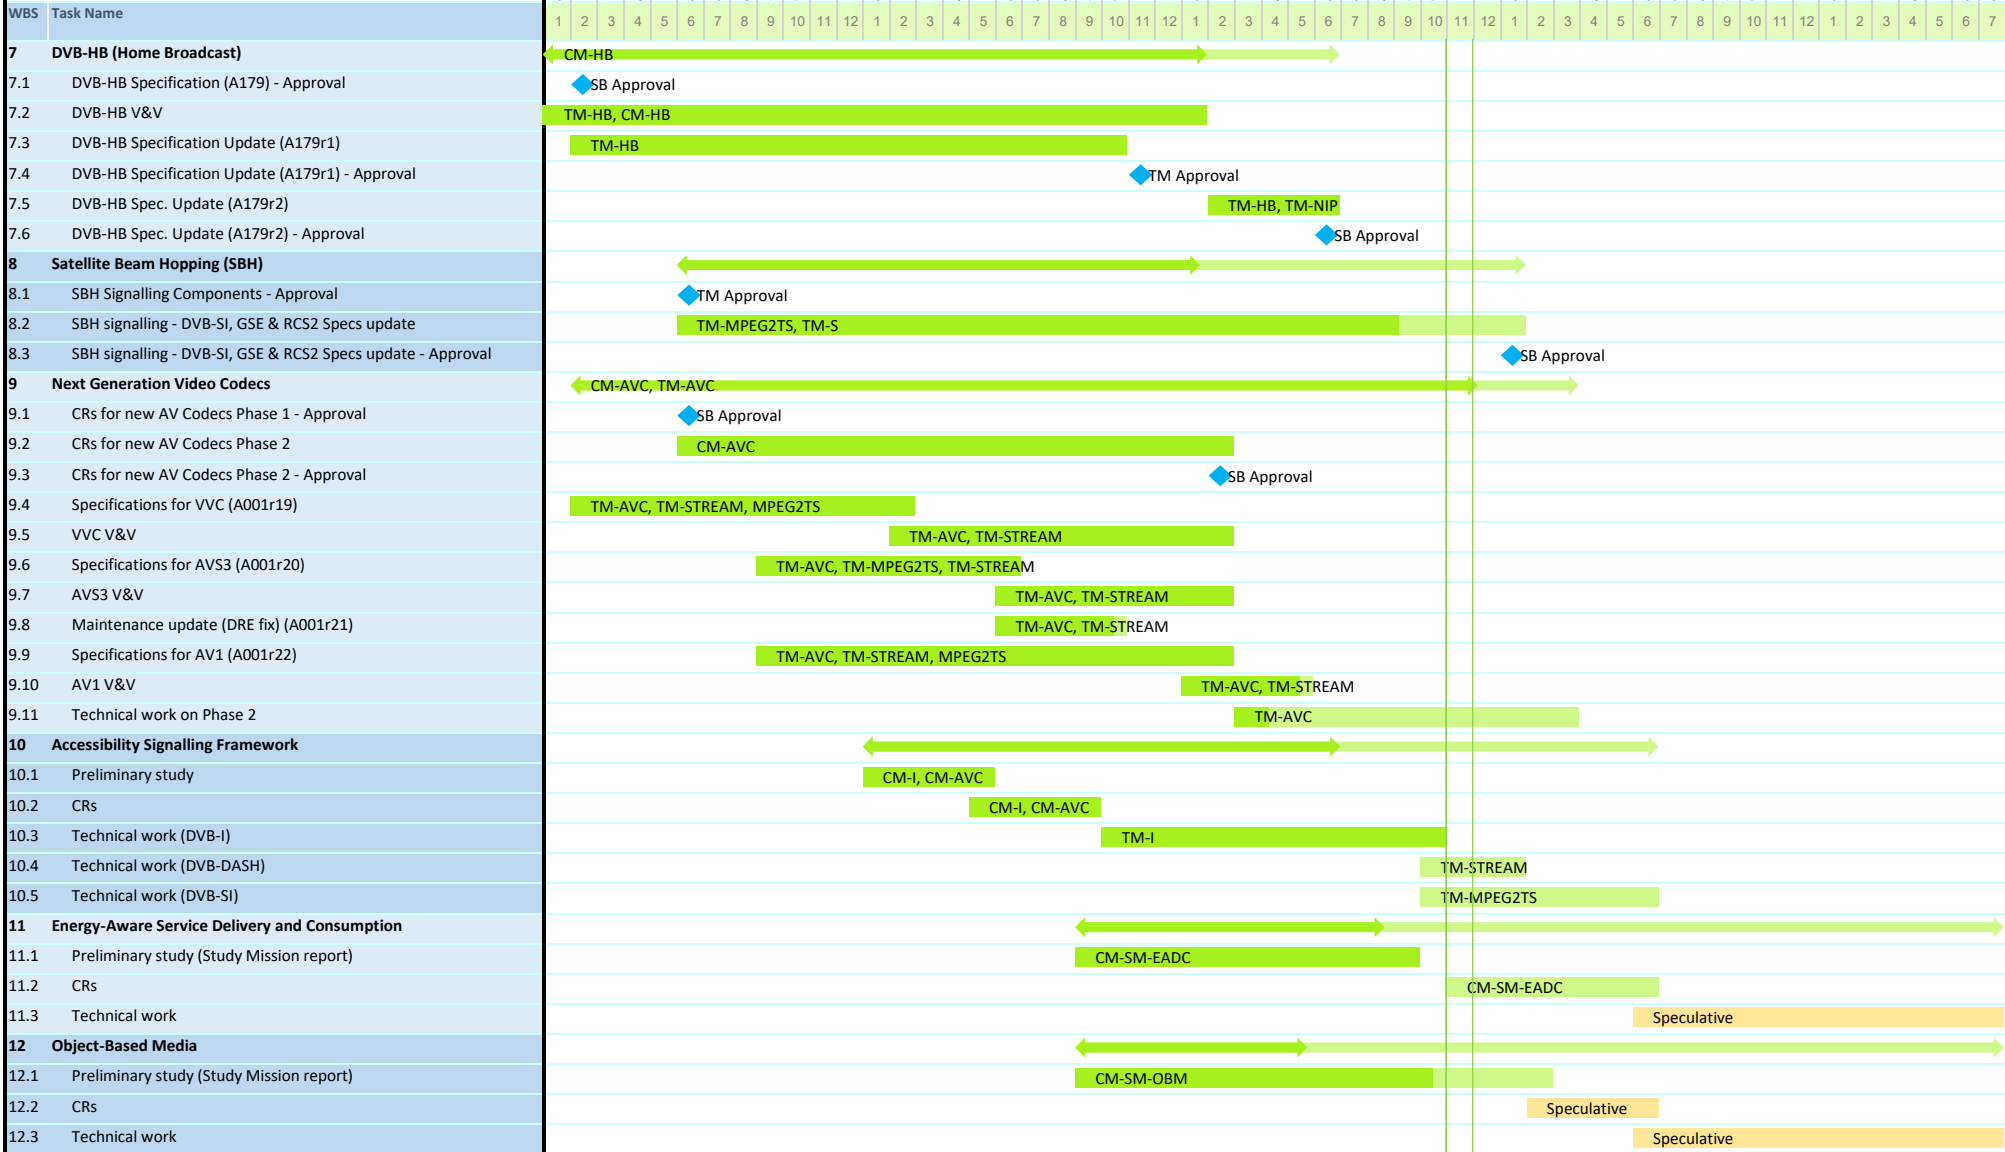 WBS Task Name 1 2 3 4 5 6 7 8 9 10 11 12 1 2 3 4 5 6 7 8 9 10 11 12 1 2 3 4 5 6 7 8 9 10 11 12 1 2 3 4 5 6 7 8 9 10 11 12 1 2 3 4 5 6 7
7 DVB-HB (Home Broadcast) CM-HB
7.1 DVB-HB Specification (A179) - Approval SB Approval
7.2 DVB-HB V&V TM-HB, CM-HB
7.3 DVB-HB Specification Update (A179r1) TM-HB
7.4 DVB-HB Specification Update (A179r1) - Approval TM Approval
7.5 DVB-HB Spec. Update (A179r2) TM-HB, TM-NIP
7.6 DVB-HB Spec. Update (A179r2) - Approval SB Approval
8 Satellite Beam Hopping (SBH)
8.1 SBH Signalling Components - Approval TM Approval
8.2 SBH signalling - DVB-SI, GSE & RCS2 Specs update TM-MPEG2TS, TM-S
8.3 SBH signalling - DVB-SI, GSE & RCS2 Specs update - Approval SB Approval
9 Next Generation Video Codecs CM-AVC, TM-AVC
9.1 CRs for new AV Codecs Phase 1 - Approval SB Approval
9.2 CRs for new AV Codecs Phase 2 CM-AVC
9.3 CRs for new AV Codecs Phase 2 - Approval SB Approval
9.4 Specifications for VVC (A001r19) TM-AVC, TM-STREAM, MPEG2TS
9.5 VVC V&V TM-AVC, TM-STREAM
9.6 Specifications for AVS3 (A001r20) TM-AVC, TM-MPEG2TS, TM-STREAM
9.7 AVS3 V&V TM-AVC, TM-STREAM
9.8 Maintenance update (DRE fix) (A001r21) TM-AVC, TM-STREAM
9.9 Specifications for AV1 (A001r22) TM-AVC, TM-STREAM, MPEG2TS
9.10 AV1 V&V TM-AVC, TM-STREAM
9.11 Technical work on Phase 2 TM-AVC
10 Accessibility Signalling Framework
10.1 Preliminary study CM-I, CM-AVC
10.2 CRs CM-I, CM-AVC
10.3 Technical work (DVB-I) TM-I
10.4 Technical work (DVB-DASH) TM-STREAM
10.5 Technical work (DVB-SI) TM-MPEG2TS
11 Energy-Aware Service Delivery and Consumption
11.1 Preliminary study (Study Mission report) CM-SM-EADC
11.2 CRs CM-SM-EADC
11.3 Technical work Speculative
12 Object-Based Media
12.1 Preliminary study (Study Mission report) CM-SM-OBM
12.2 CRs Speculative
12.3 Technical work Speculative